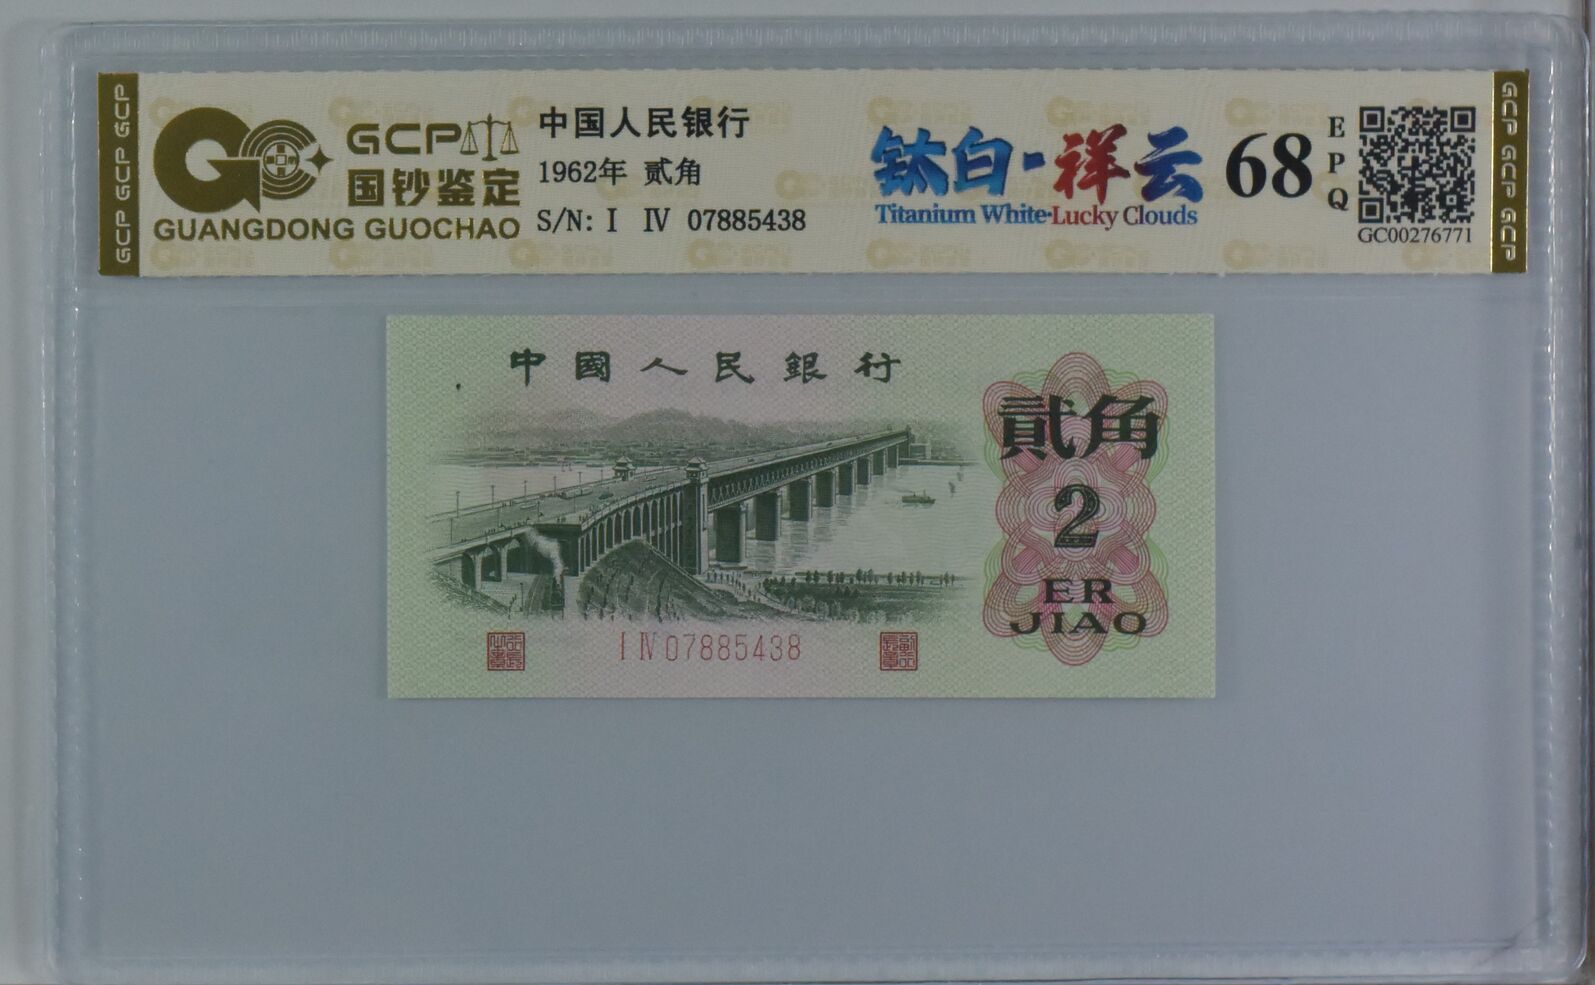 GCP GCP GCP
GCP
国钞鉴定
GUANGDONG GUOCHAO
中国人民银行
1962年 贰角
S/N: I IV 07885438
钛白·祥云
Titanium White·Lucky Clouds
68
EPQ
GC00276771
GCP GCP GCP
中國人民銀行
貳角
2
ER
JIAO
I IV 07885438